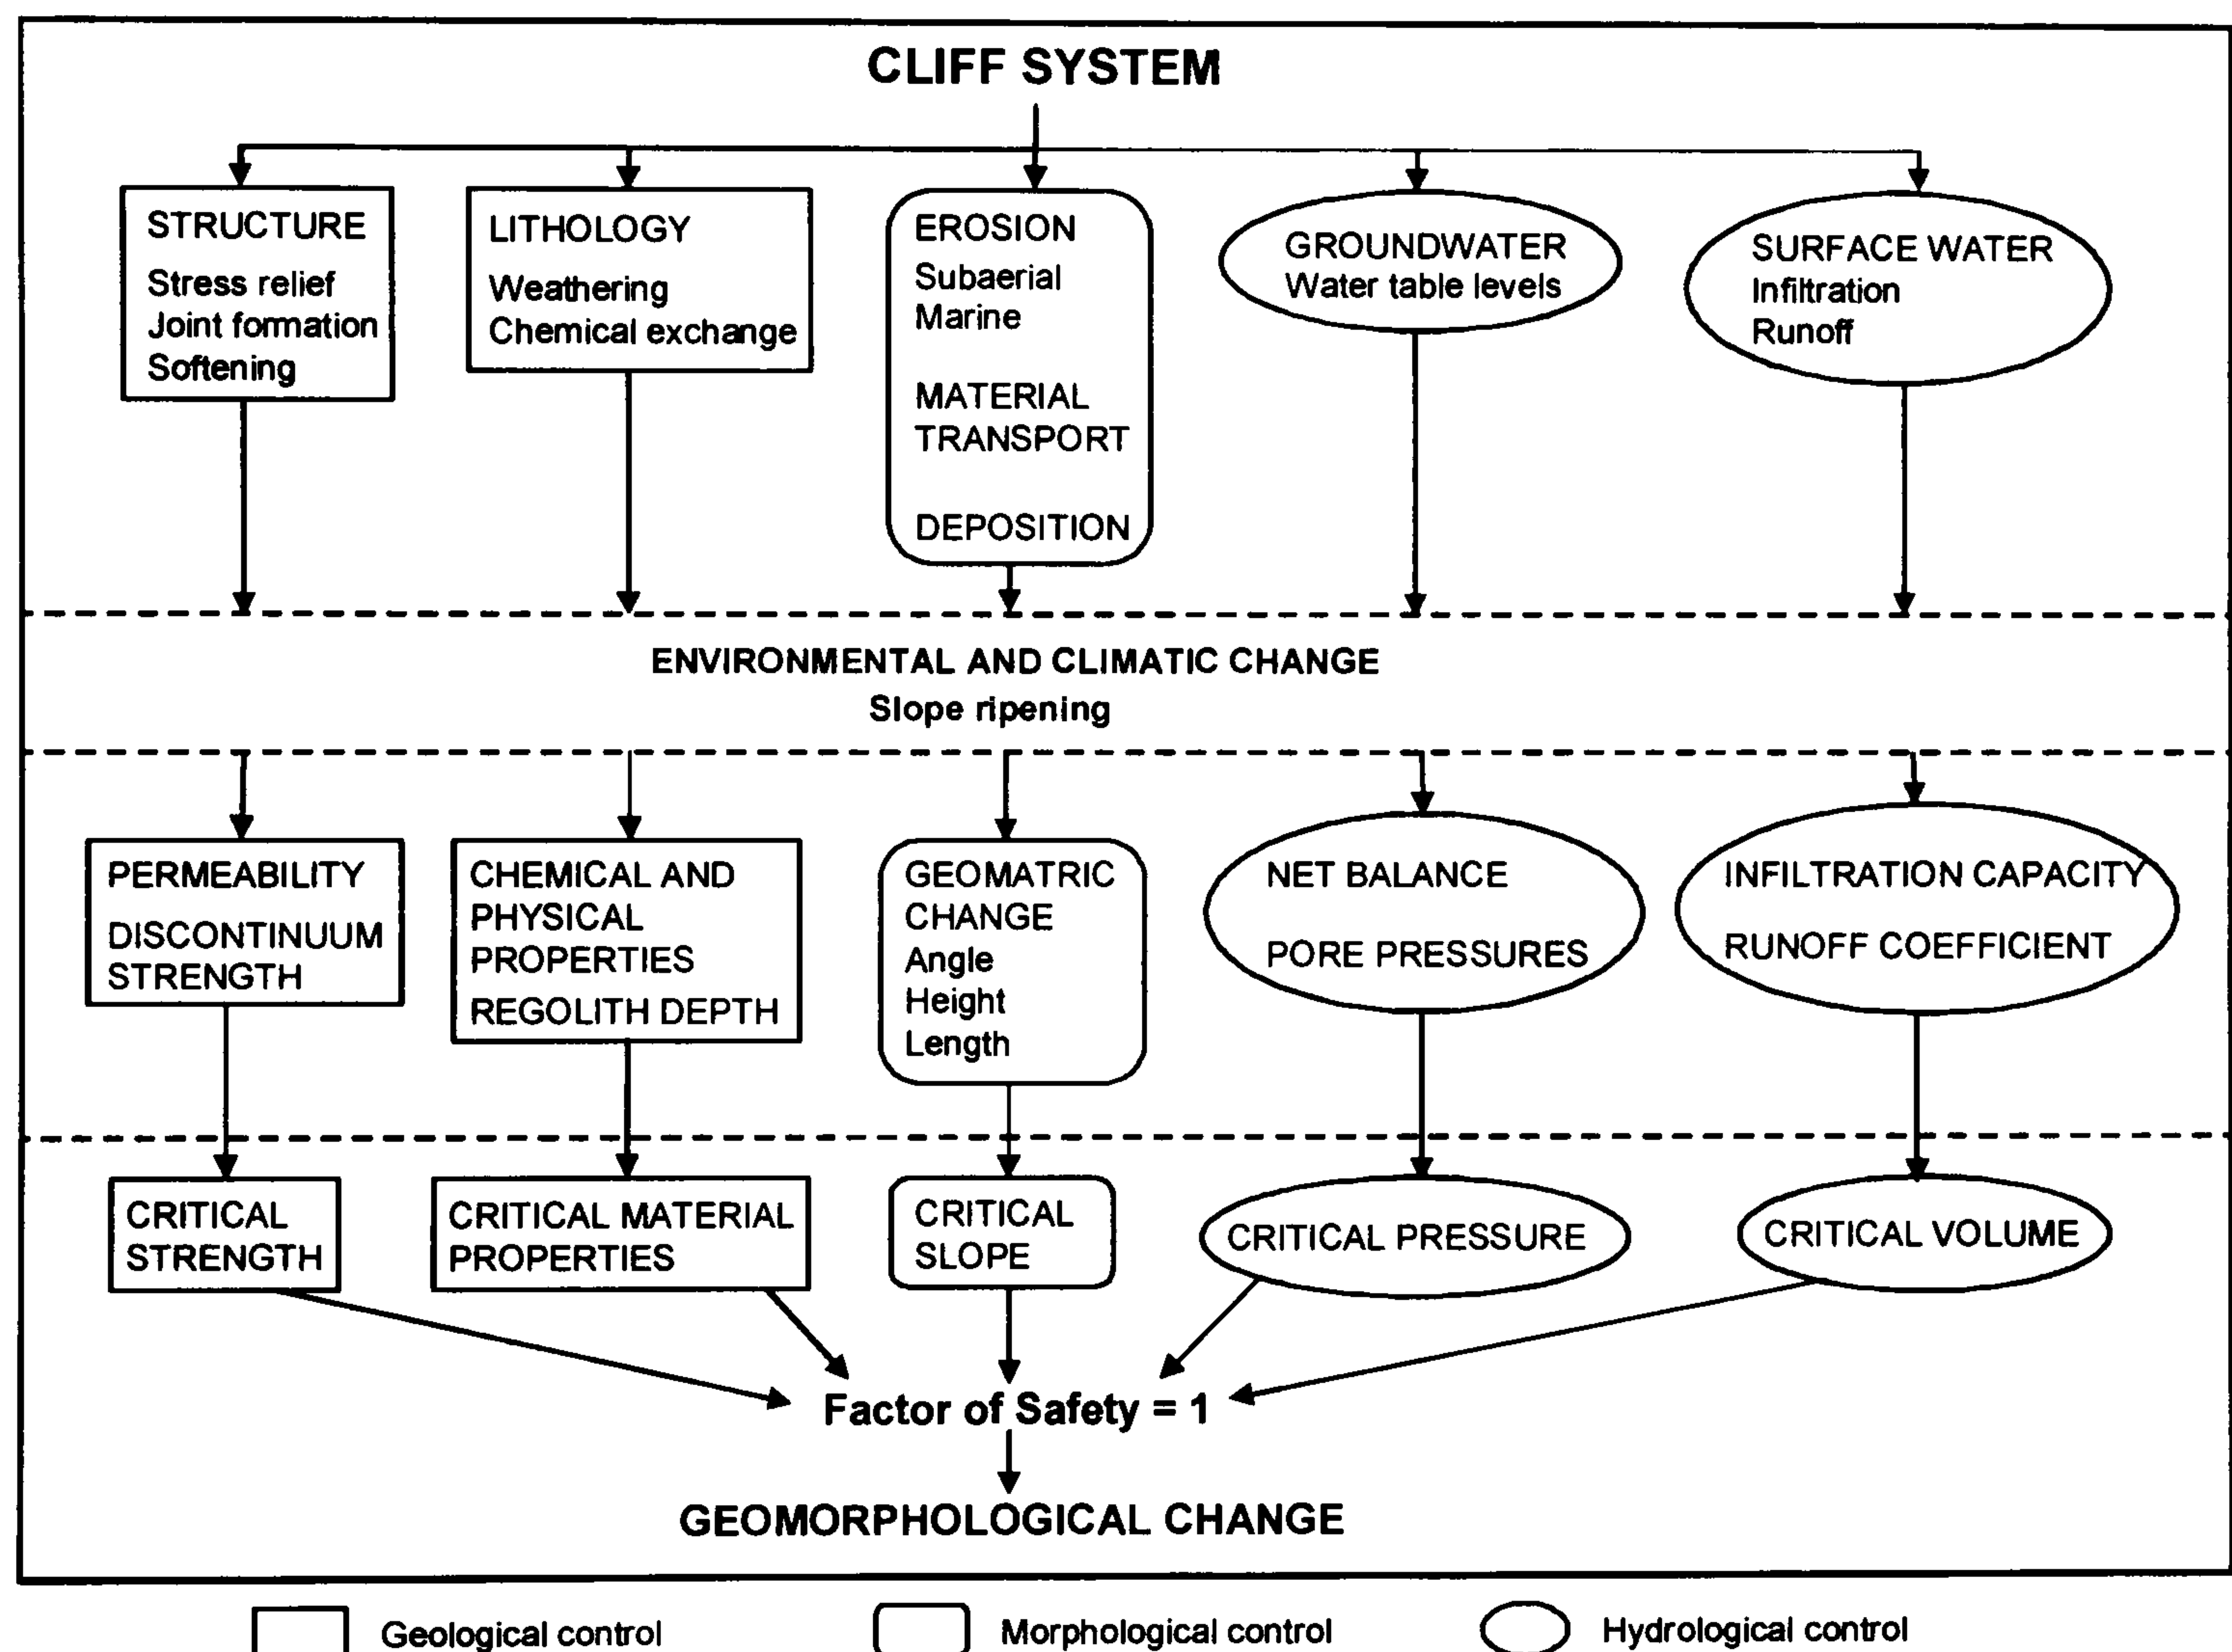 CLIFF SYSTEM
STRUCTURE
Stress relief
Joint formation
Softening
LITHOLOGY
Weathering
Chemical exchange
EROSION
Subaerial
Marine
MATERIAL
TRANSPORT
DEPOSITION
GROUNDWATER
Water table levels
SURFACE WATER
Infiltration
Runoff
ENVIRONMENTAL AND CLIMATIC CHANGE
Slope ripening
PERMEABILITY
DISCONTINUUM
STRENGTH
CHEMICAL AND
PHYSICAL
PROPERTIES
REGOLITH DEPTH
GEOMATRIC
CHANGE
Angle
Height
Length
NET BALANCE
PORE PRESSURES
INFILTRATION CAPACITY
RUNOFF COEFFICIENT
CRITICAL
STRENGTH
CRITICAL MATERIAL
PROPERTIES
CRITICAL
SLOPE
CRITICAL PRESSURE
CRITICAL VOLUME
Factor of Safety = 1
GEOMORPHOLOGICAL CHANGE
Geological control
Morphological control
Hydrological control